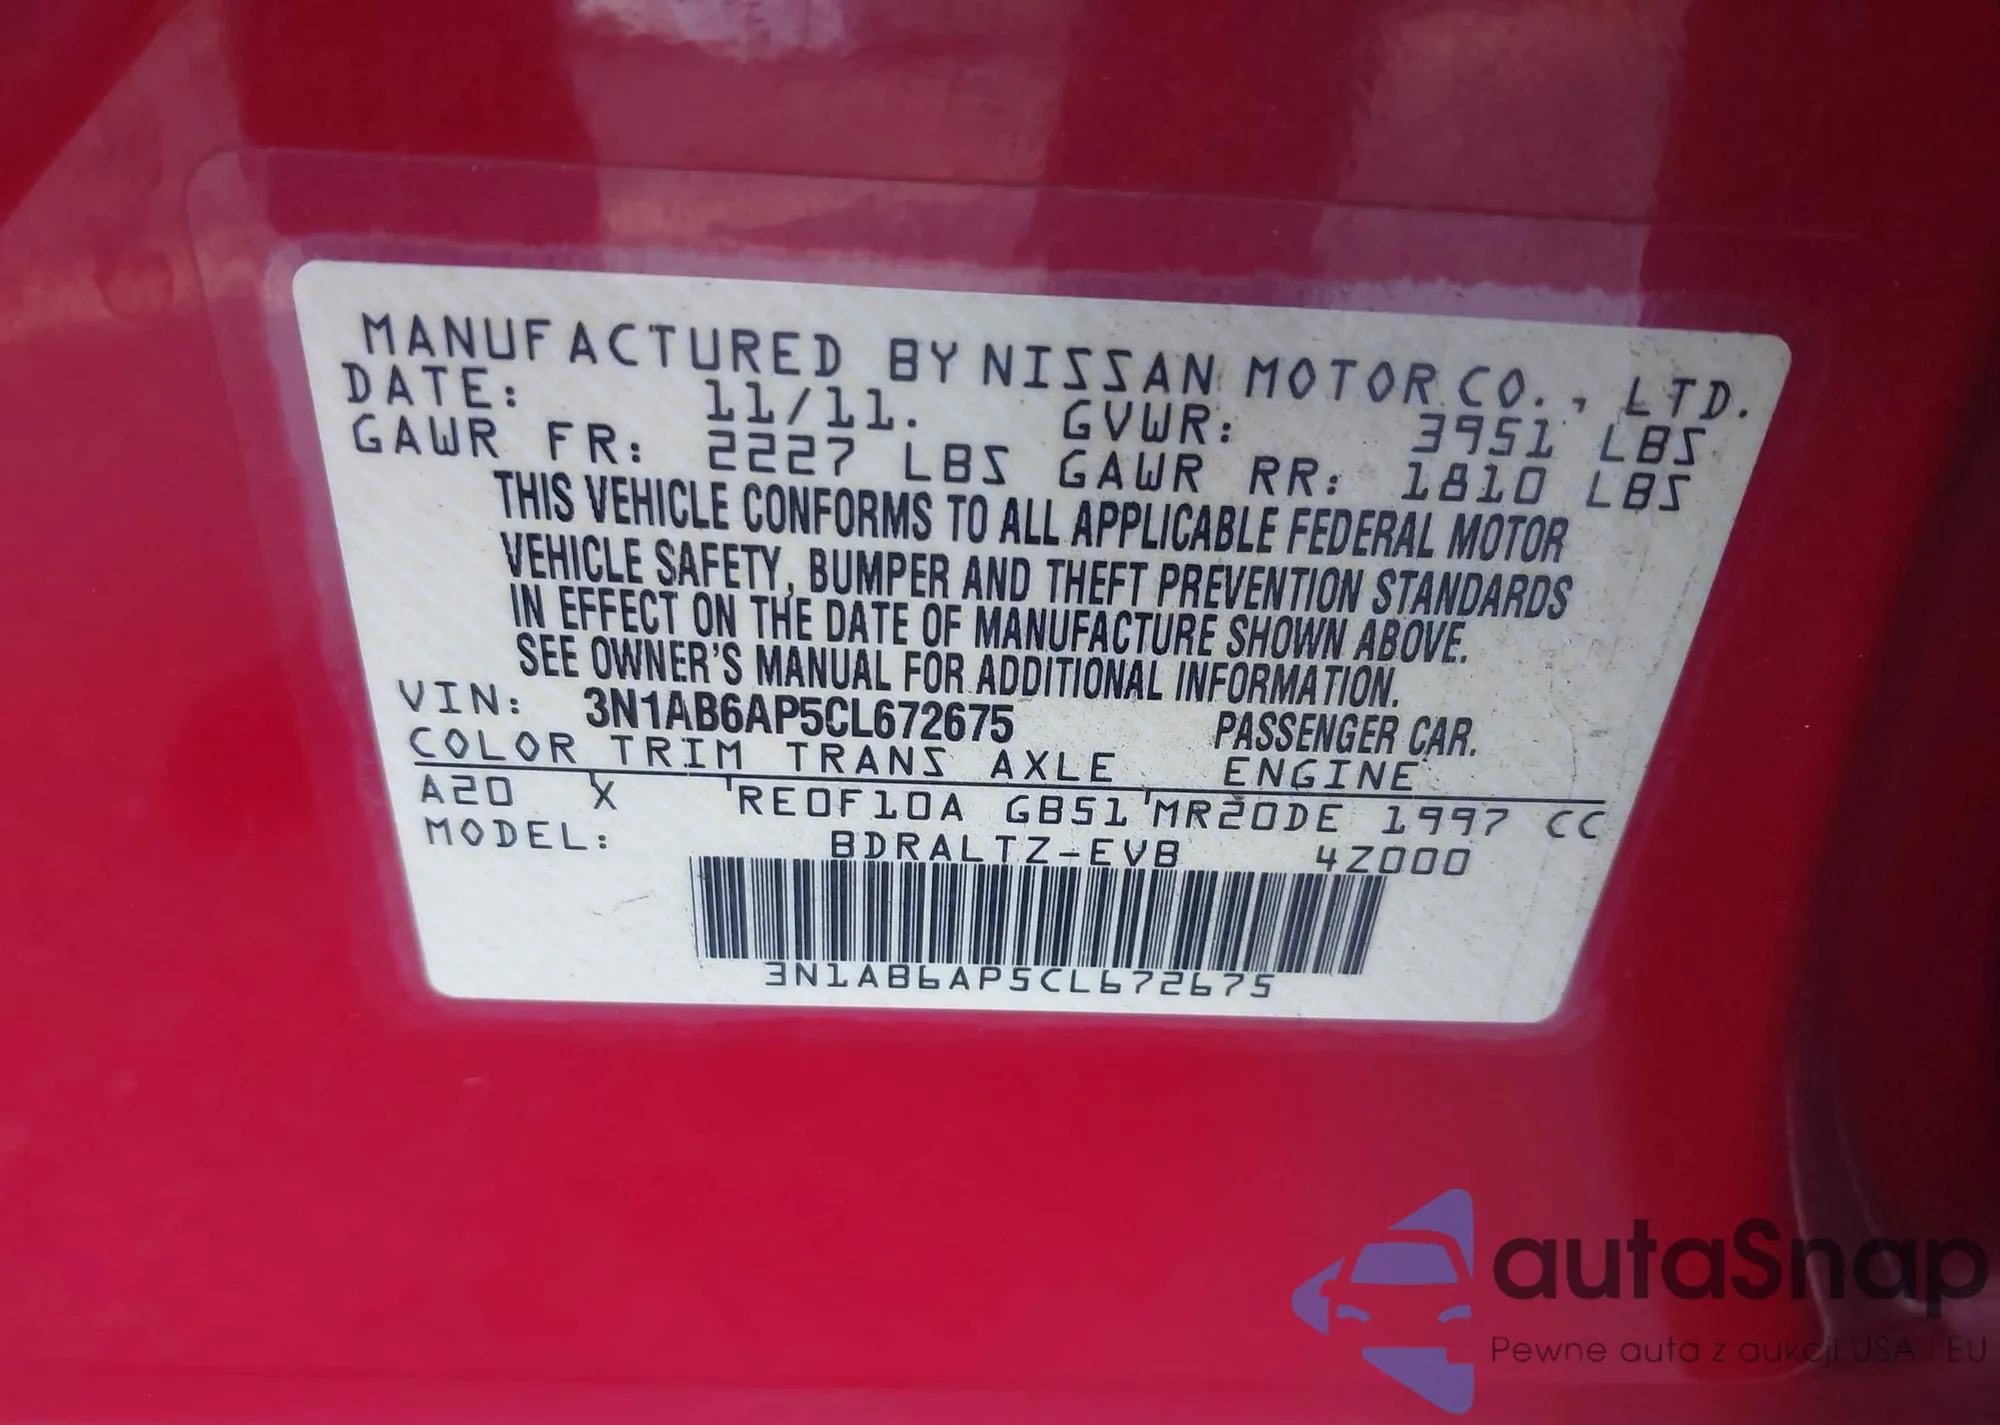 MANUFACTURED BY NISSAN MOTOR CO., LTD.
DATE: 11/11. GVWR: 3951 LBS
GAWR FR: 2227 LBS GAWR RR: 1810 LBS
THIS VEHICLE CONFORMS TO ALL APPLICABLE FEDERAL MOTOR
VEHICLE SAFETY, BUMPER AND THEFT PREVENTION STANDARDS
IN EFFECT ON THE DATE OF MANUFACTURE SHOWN ABOVE.
SEE OWNER'S MANUAL FOR ADDITIONAL INFORMATION.
VIN: 3N1AB6AP5CL672675 PASSENGER CAR.
COLOR TRIM TRANS AXLE ENGINE
A20 X 'RE0F10A GB51'MR20DE 1997 CC
MODEL: BDRALTZ-EVB 4Z000
3N1AB6AP5CL672675
autaSnap
Pewne auta z aukcji USA i EU